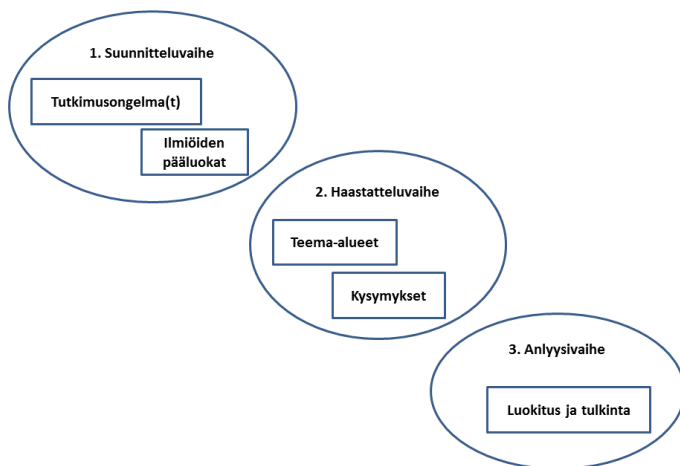 1. Suunnitteluvaihe
Tutkimusongelma(t)
Ilmiöiden
pääluokat
2. Haastatteluvaihe
Teema-alueet
Kysymykset
3. Anlyysivaihe
Luokitus ja tulkinta